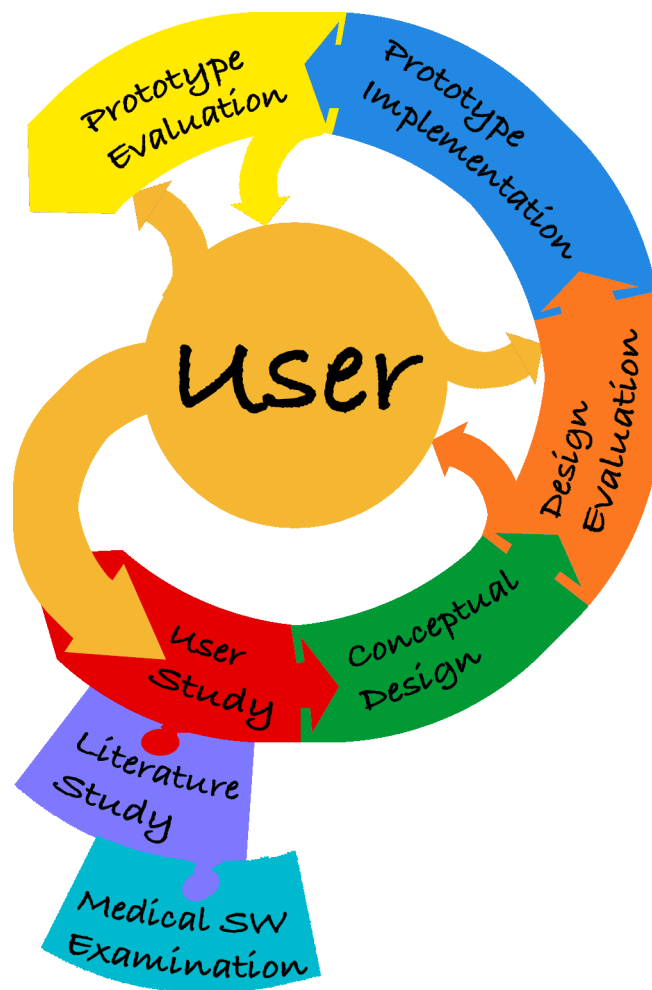 Prototype
Evaluation
Prototype
Implementation
User
Design
Evaluation
Conceptual
Design
User
Study
Literature
Study
Medical SW
Examination